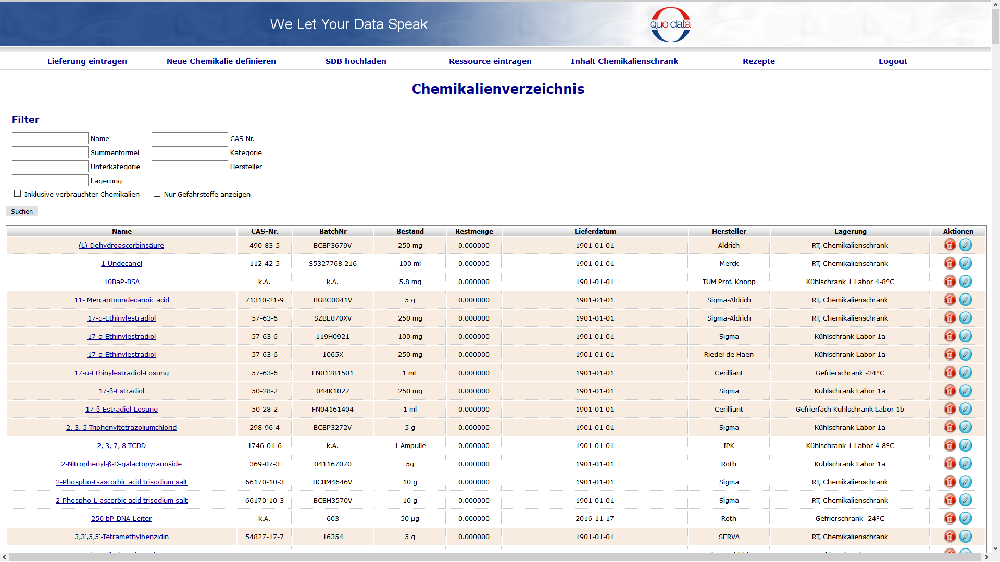 We Let Your Data Speak
quo data
Lieferung eintragen Neue Chemikalie definieren SDB hochladen Ressource eintragen Inhalt Chemikalienschrank Rezepte Logout
Chemikalienverzeichnis
Filter
Name CAS-Nr.
Summenformel Kategorie
Unterkategorie Hersteller
Lagerung
Inklusive verbrauchter Chemikalien Nur Gefahrstoffe anzeigen
Suchen
Name CAS-Nr. BatchNr Bestand Restmenge Lieferdatum Hersteller Lagerung Aktionen
(L)-Dehydroascorbinsäure 490-83-5 BCBP3679V 250 mg 0.000000 1901-01-01 Aldrich RT, Chemikalienschrank
1-Undecanol 112-42-5 S5327768 216 100 ml 0.000000 1901-01-01 Merck RT, Chemikalienschrank
10BaP-BSA k.A. k.A. 5.8 mg 0.000000 1901-01-01 TUM Prof. Knopp Kühlschrank 1 Labor 4-8°C
11- Mercaptoundecanoic acid 71310-21-9 BGBC0041V 5 g 0.000000 1901-01-01 Sigma-Aldrich RT, Chemikalienschrank
17-α-Ethinylestradiol 57-63-6 SZBE070XV 250 mg 0.000000 1901-01-01 Sigma-Aldrich RT, Chemikalienschrank
17-α-Ethinylestradiol 57-63-6 119H0921 100 mg 0.000000 1901-01-01 Sigma Kühlschrank Labor 1a
17-α-Ethinylestradiol 57-63-6 1065X 250 mg 0.000000 1901-01-01 Riedel de Haen Kühlschrank Labor 1a
17-α-Ethinylestradiol-Lösung 57-63-6 FN01281501 1 mL 0.000000 1901-01-01 Cerilliant Gefrierschrank -24°C
17-β-Estradiol 50-28-2 044K1027 250 mg 0.000000 1901-01-01 Sigma Kühlschrank Labor 1a
17-β-Estradiol-Lösung 50-28-2 FN04161404 1 ml 0.000000 1901-01-01 Cerilliant Gefrierfach Kühlschrank Labor 1b
2, 3, 5-Triphenyltetrazoliumchlorid 298-96-4 BCBP3272V 5 g 0.000000 1901-01-01 Sigma Kühlschrank Labor 1a
2, 3, 7, 8 TCDD 1746-01-6 k.A. 1 Ampulle 0.000000 1901-01-01 IPK Kühlschrank 1 Labor 4-8°C
2-Nitrophenyl-β-D-galactopyranoside 369-07-3 041167070 5g 0.000000 1901-01-01 Roth Kühlschrank Labor 1a
2-Phospho-L-ascorbic acid trisodium salt 66170-10-3 BCBM4646V 10 g 0.000000 1901-01-01 Sigma RT, Chemikalienschrank
2-Phospho-L-ascorbic acid trisodium salt 66170-10-3 BCBH3570V 10 g 0.000000 1901-01-01 Sigma RT, Chemikalienschrank
250 bP-DNA-Leiter k.A. 603 50 µg 0.000000 2016-11-17 Roth Gefrierschrank -24°C
3,3',5,5'-Tetramethylbenzidin 54827-17-7 16354 5 g 0.000000 1901-01-01 SERVA RT, Chemikalienschrank